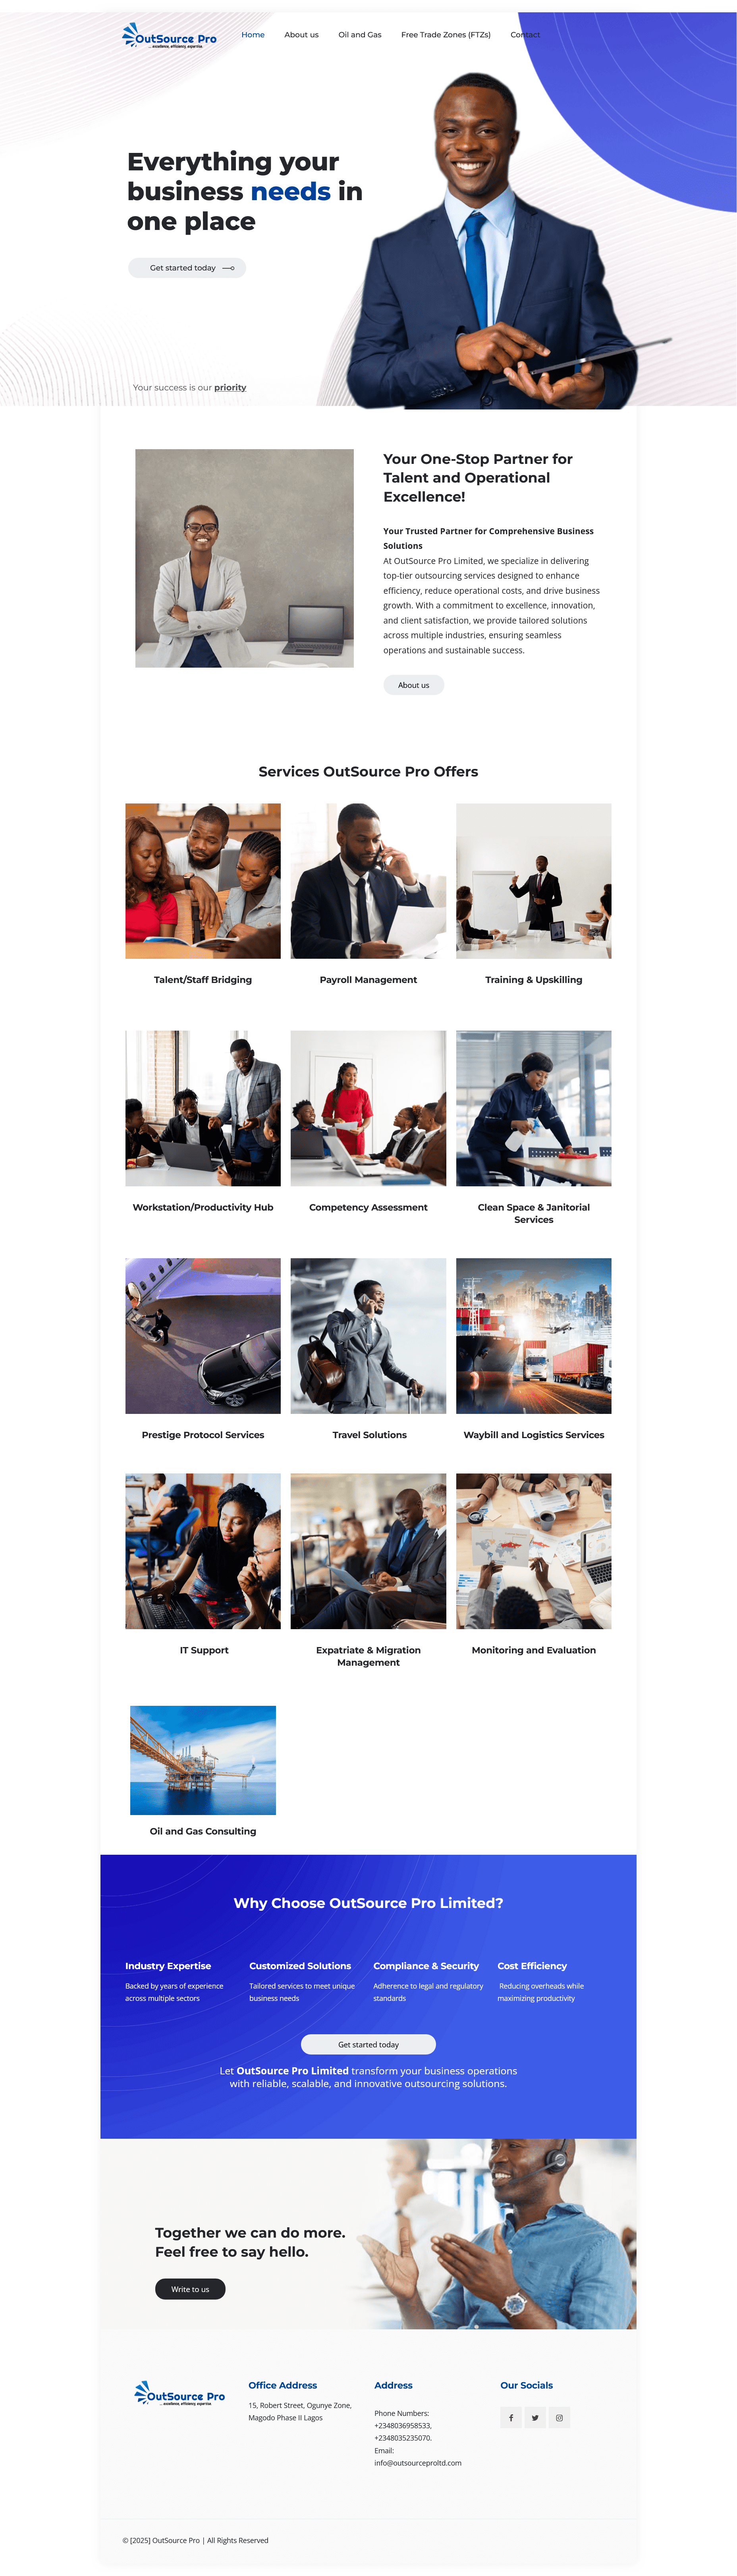 OutSource Pro
... excellence, efficiency, expertise.
Home
About us
Oil and Gas
Free Trade Zones (FTZs)
Contact
Everything your
business needs in
one place
Get started today
Your success is our priority
Your One-Stop Partner for
Talent and Operational
Excellence!
Your Trusted Partner for Comprehensive Business
Solutions
At OutSource Pro Limited, we specialize in delivering
top-tier outsourcing services designed to enhance
efficiency, reduce operational costs, and drive business
growth. With a commitment to excellence, innovation,
and client satisfaction, we provide tailored solutions
across multiple industries, ensuring seamless
operations and sustainable success.
About us
Services OutSource Pro Offers
Talent/Staff Bridging
Payroll Management
Training & Upskilling
Workstation/Productivity Hub
Competency Assessment
Clean Space & Janitorial
Services
Prestige Protocol Services
Travel Solutions
Waybill and Logistics Services
IT Support
Expatriate & Migration
Management
Monitoring and Evaluation
Oil and Gas Consulting
Why Choose OutSource Pro Limited?
Industry Expertise
Backed by years of experience
across multiple sectors
Customized Solutions
Tailored services to meet unique
business needs
Compliance & Security
Adherence to legal and regulatory
standards
Cost Efficiency
Reducing overheads while
maximizing productivity
Get started today
Let OutSource Pro Limited transform your business operations
with reliable, scalable, and innovative outsourcing solutions.
Together we can do more.
Feel free to say hello.
Write to us
OutSource Pro
... excellence, efficiency, expertise.
Office Address
15, Robert Street, Ogunye Zone,
Magodo Phase II Lagos
Address
Phone Numbers:
+2348036958533,
+2348035235070.
Email:
info@outsourceproltd.com
Our Socials
© [2025] OutSource Pro | All Rights Reserved